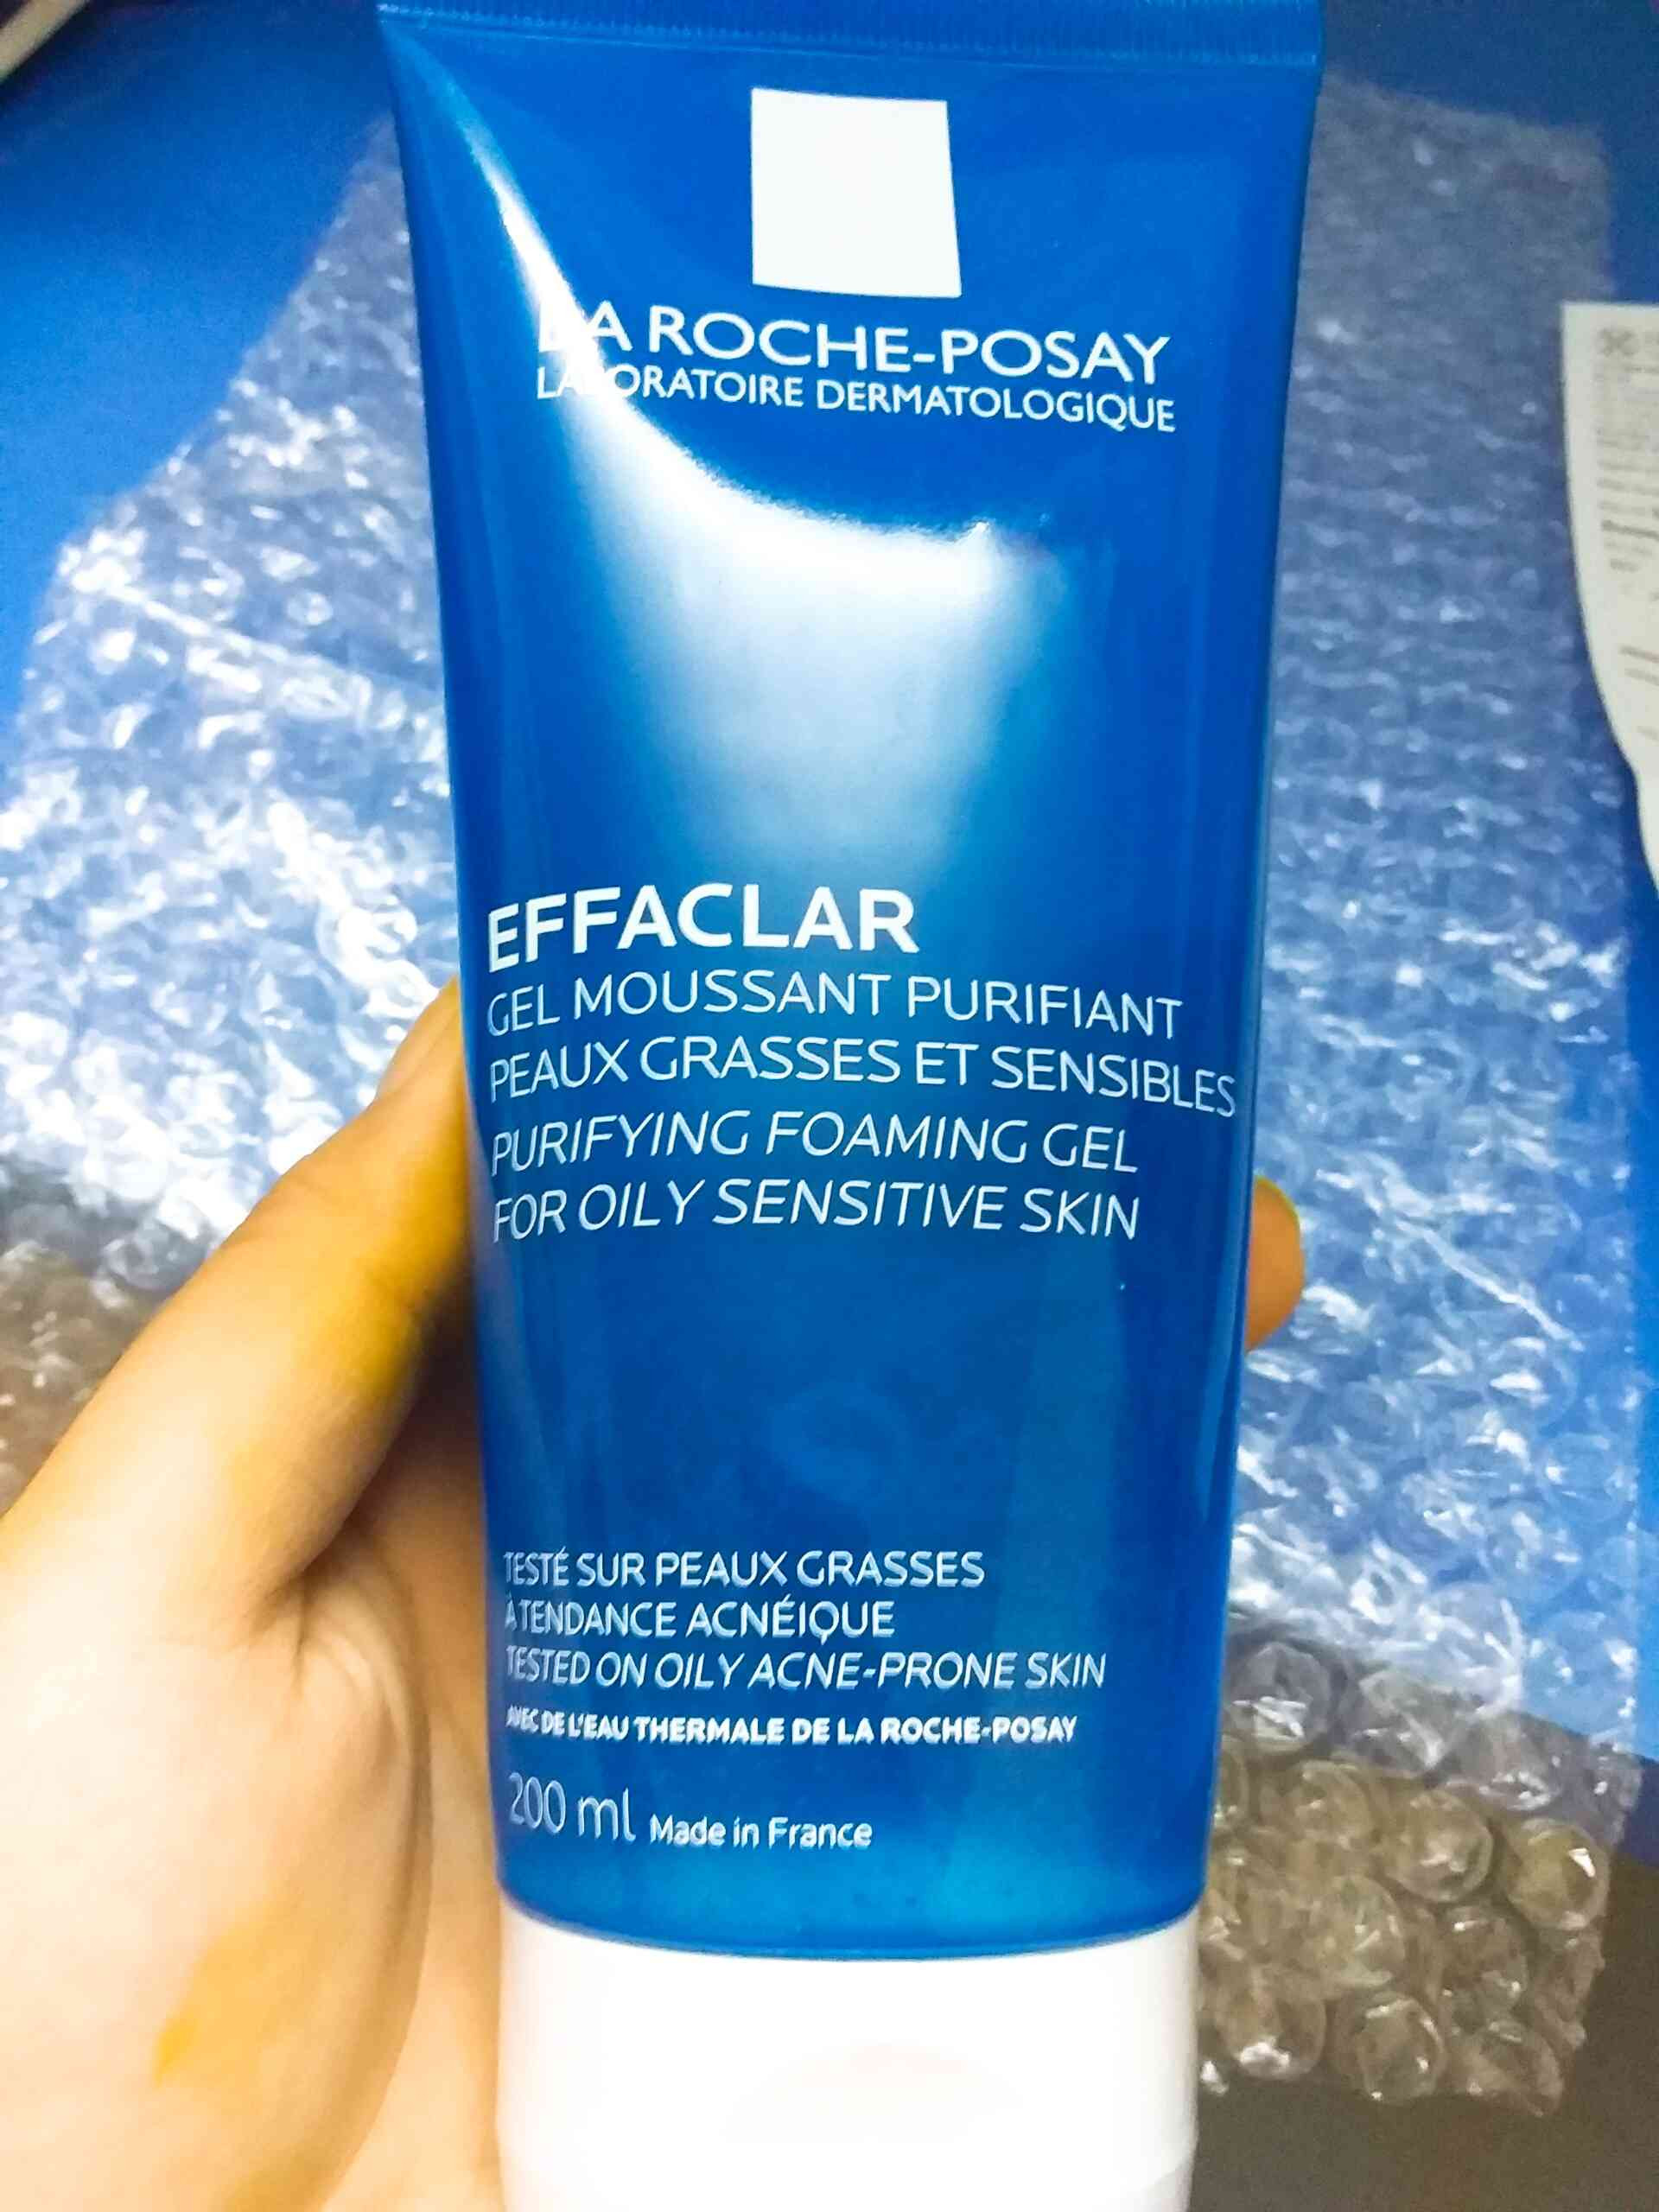 LA ROCHE-POSAY
LABORATOIRE DERMATOLOGIQUE
EFFACLAR
GEL MOUSSANT PURIFIANT
PEAUX GRASSES ET SENSIBLES
PURIFYING FOAMING GEL
FOR OILY SENSITIVE SKIN
TESTÉ SUR PEAUX GRASSES
À TENDANCE ACNÉIQUE
TESTED ON OILY ACNE-PRONE SKIN
AVEC DE L'EAU THERMALE DE LA ROCHE-POSAY
200 ml Made in France